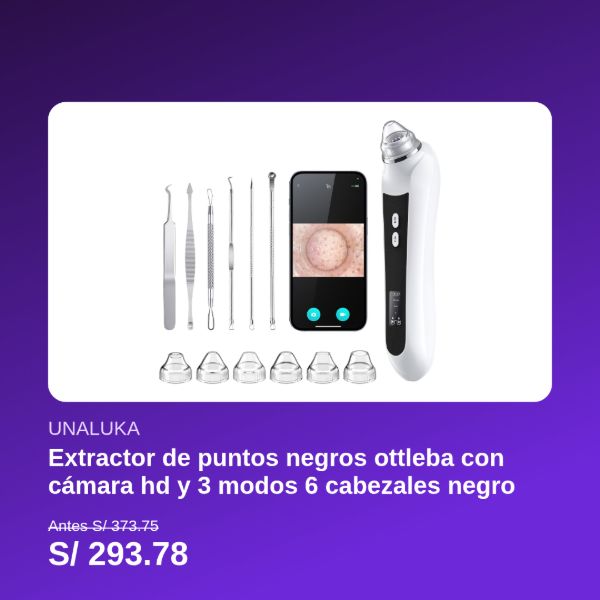 UNALUKA
Extractor de puntos negros ottleba con
cámara hd y 3 modos 6 cabezales negro
Antes S/ 373.75
S/ 293.78